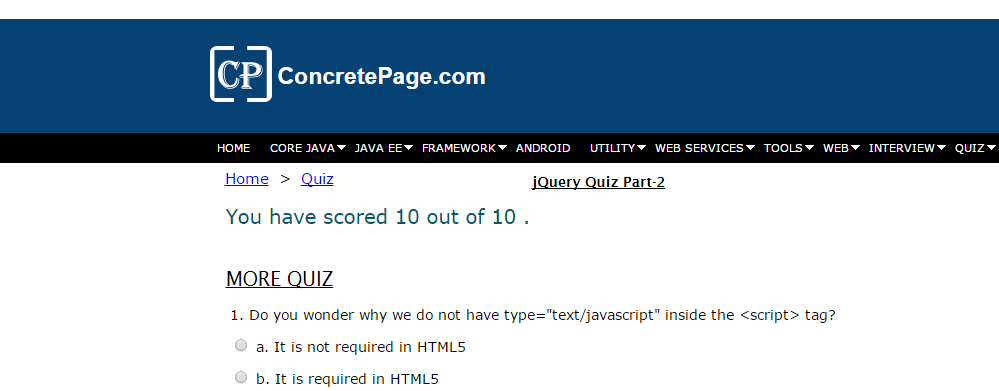 CP ConcretePage.com
HOME CORE JAVA JAVA EE FRAMEWORK ANDROID UTILITY WEB SERVICES TOOLS WEB INTERVIEW QUIZ
Home > Quiz jQuery Quiz Part-2
You have scored 10 out of 10 .
MORE QUIZ
1. Do you wonder why we do not have type="text/javascript" inside the <script> tag?
a. It is not required in HTML5
b. It is required in HTML5